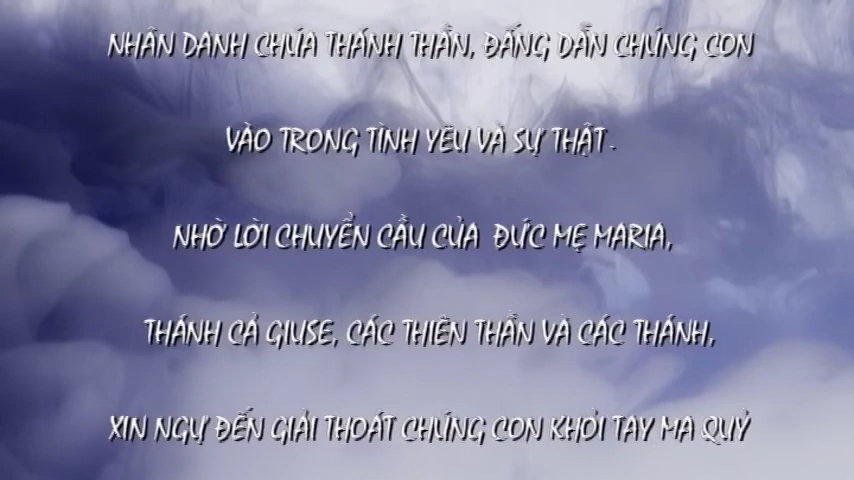 NHÂN DANH CHÚA THÁNH THẦN, ĐẤNG DẪN CHÚNG CON
VÀO TRONG TÌNH YÊU VÀ SỰ THẬT.
NHỜ LỜI CHUYỂN CẦU CỦA ĐỨC MẸ MARIA,
THÁNH CẢ GIUSE, CÁC THIÊN THẦN VÀ CÁC THÁNH,
XIN NGỰ ĐẾN GIẢI THOÁT CHÚNG CON KHỎI TAY MA QUỶ